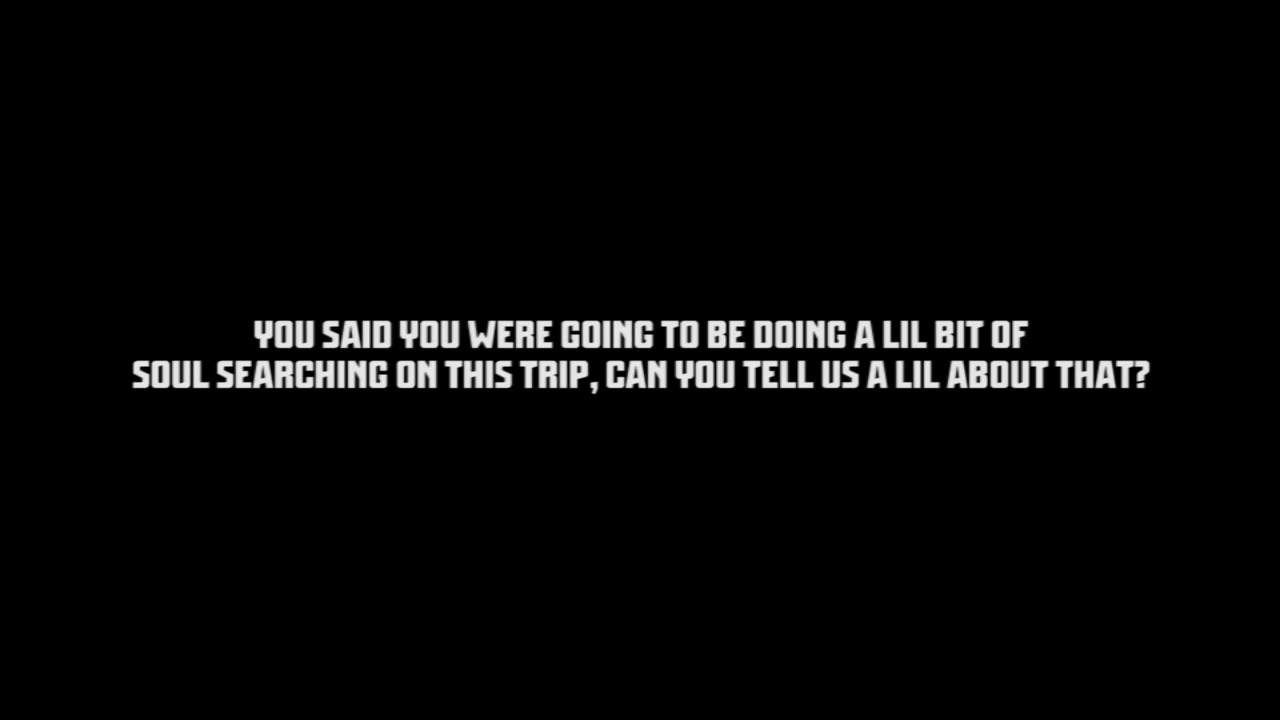 YOU SAID YOU WERE GOING TO BE DOING A LIL BIT OF
SOUL SEARCHING ON THIS TRIP, CAN YOU TELL US A LIL ABOUT THAT?